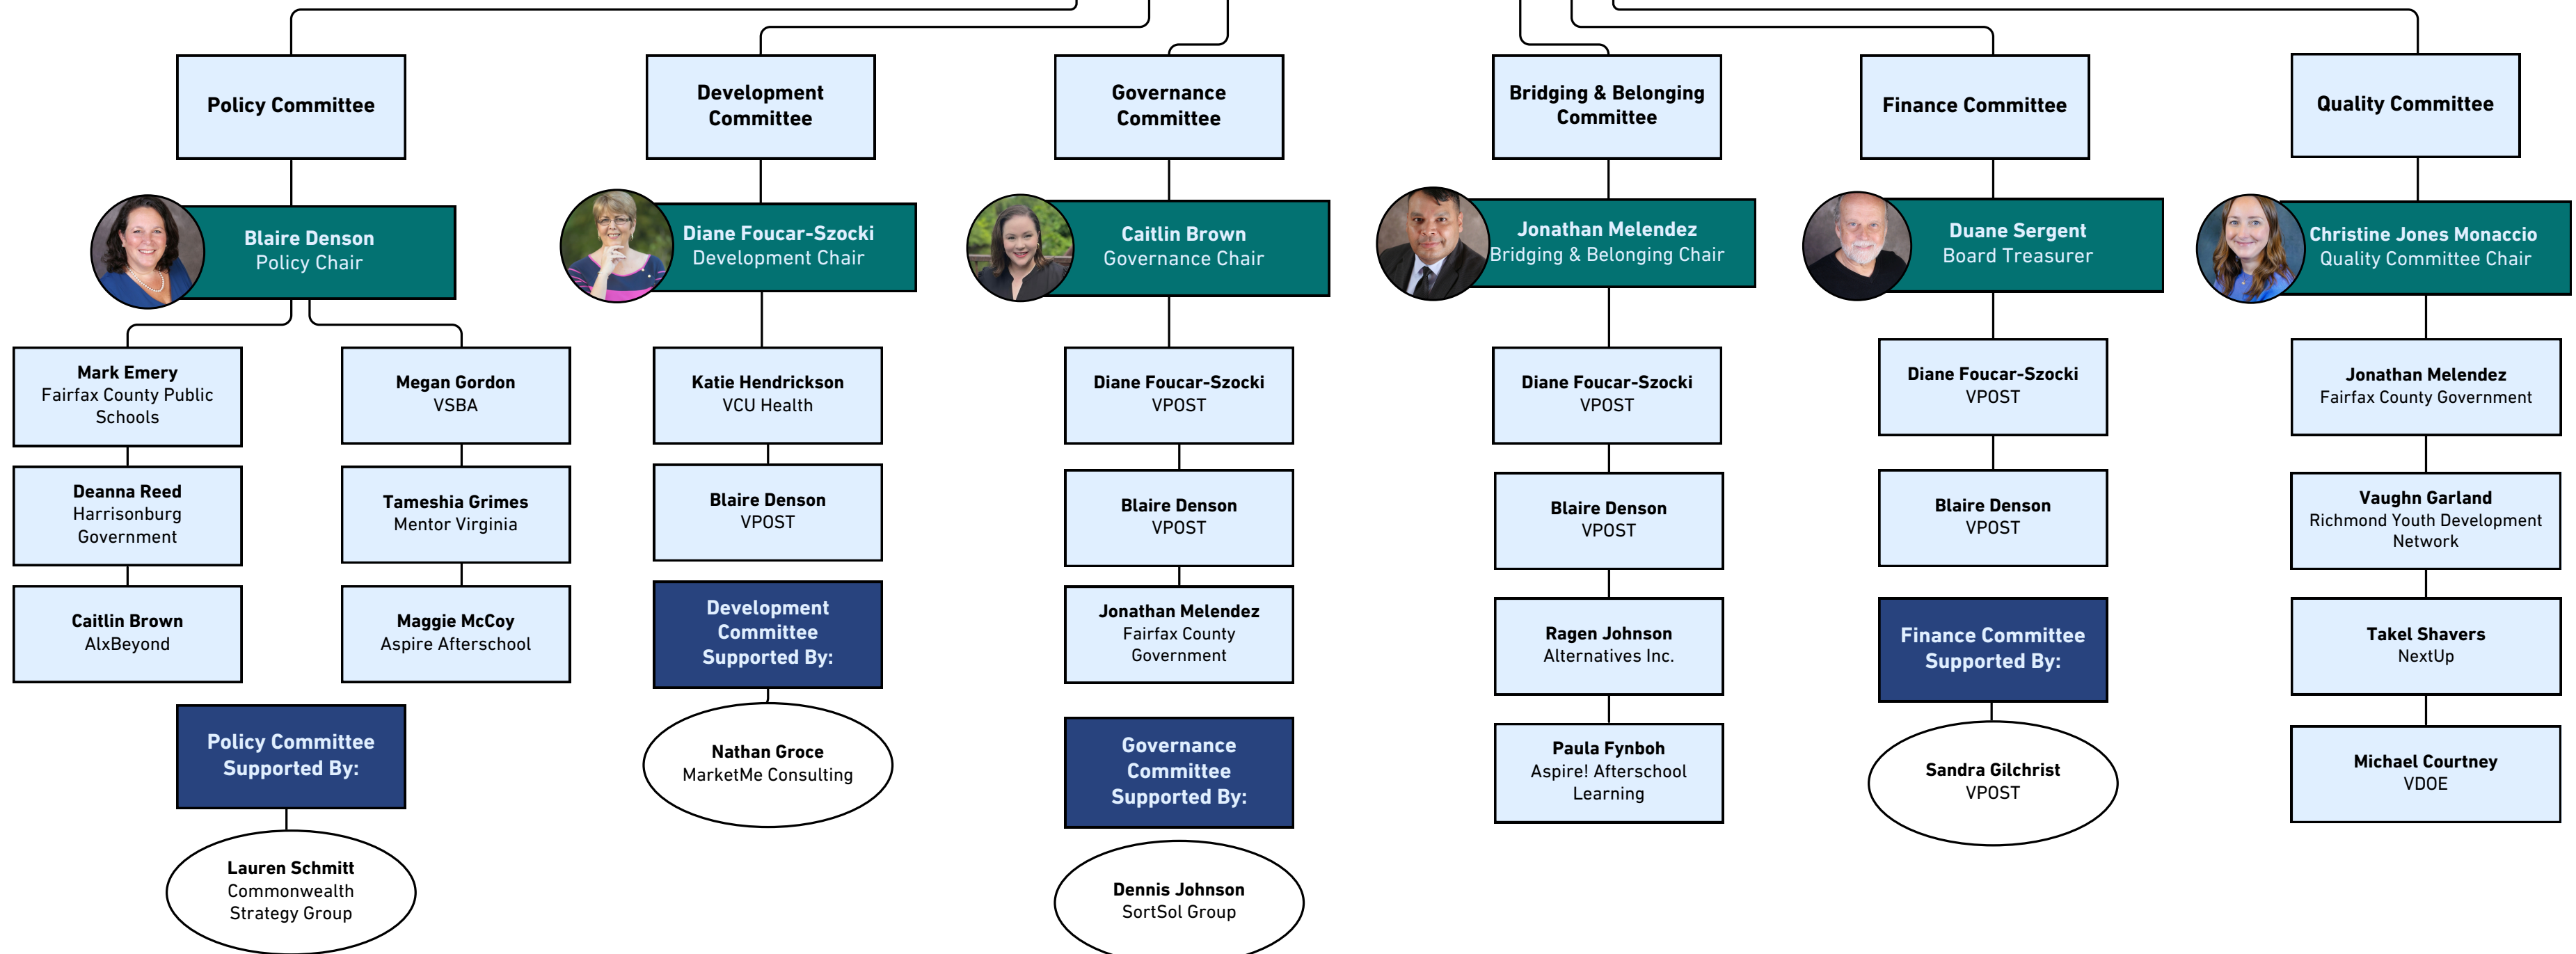 Policy Committee
Development
Committee
Governance
Committee
Bridging & Belonging
Committee
Finance Committee
Quality Committee
Blaire Denson
Policy Chair
Diane Foucar-Szocki
Development Chair
Caitlin Brown
Governance Chair
Jonathan Melendez
Bridging & Belonging Chair
Duane Sergent
Board Treasurer
Christine Jones Monaccio
Quality Committee Chair
Mark Emery
Fairfax County Public
Schools
Megan Gordon
VSBA
Deanna Reed
Harrisonburg
Government
Tameshia Grimes
Mentor Virginia
Caitlin Brown
AlxBeyond
Maggie McCoy
Aspire Afterschool
Policy Committee
Supported By:
Lauren Schmitt
Commonwealth
Strategy Group
Katie Hendrickson
VCU Health
Blaire Denson
VPOST
Development
Committee
Supported By:
Nathan Groce
MarketMe Consulting
Diane Foucar-Szocki
VPOST
Blaire Denson
VPOST
Jonathan Melendez
Fairfax County
Government
Governance
Committee
Supported By:
Dennis Johnson
SortSol Group
Diane Foucar-Szocki
VPOST
Blaire Denson
VPOST
Ragen Johnson
Alternatives Inc.
Paula Fynboh
Aspire! Afterschool
Learning
Diane Foucar-Szocki
VPOST
Blaire Denson
VPOST
Finance Committee
Supported By:
Sandra Gilchrist
VPOST
Jonathan Melendez
Fairfax County Government
Vaughn Garland
Richmond Youth Development
Network
Takel Shavers
NextUp
Michael Courtney
VDOE